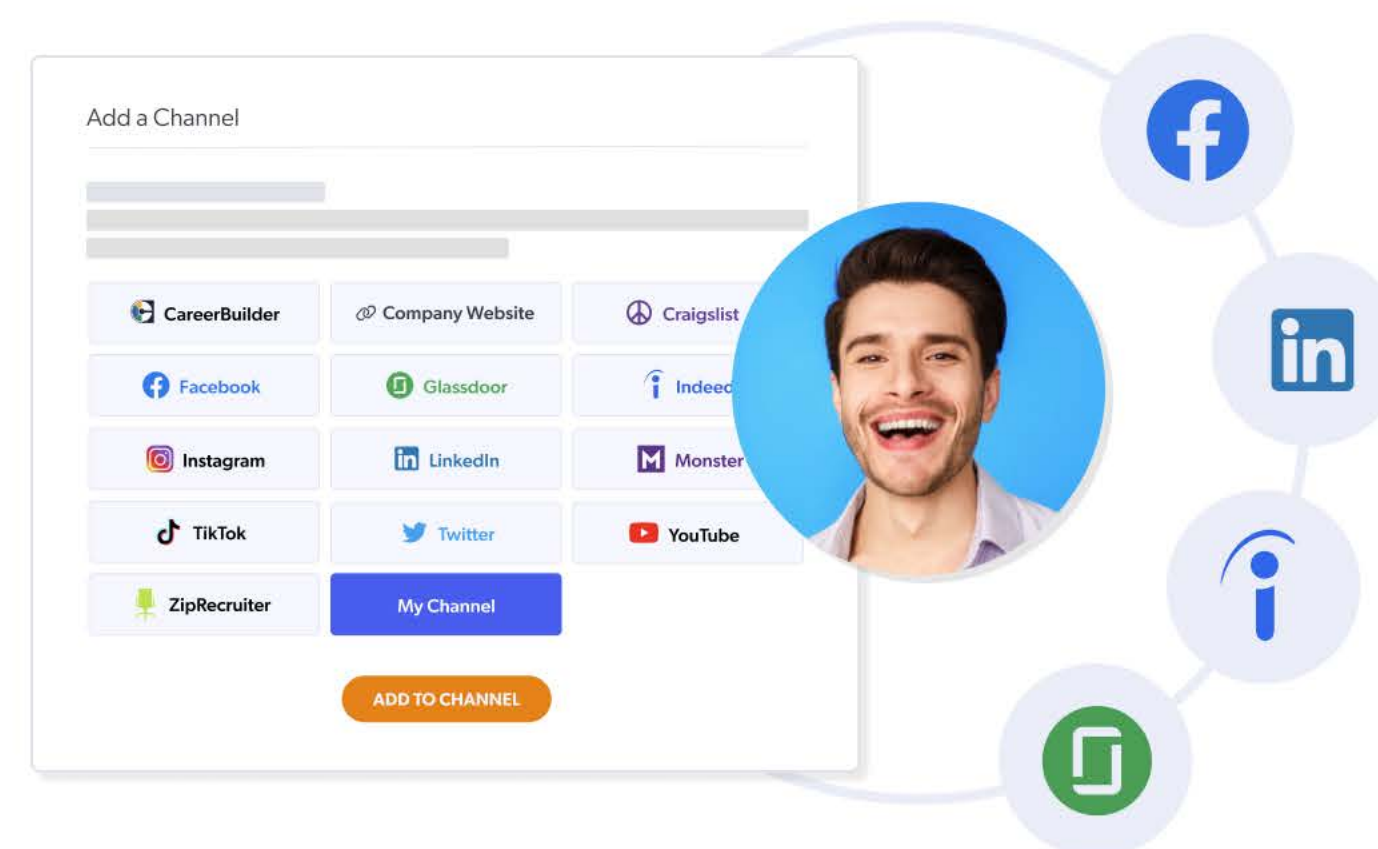 Add a Channel
CareerBuilder Company Website Craigslist
Facebook Glassdoor Indeed
Instagram LinkedIn Monster
TikTok Twitter YouTube
ZipRecruiter My Channel
ADD TO CHANNEL